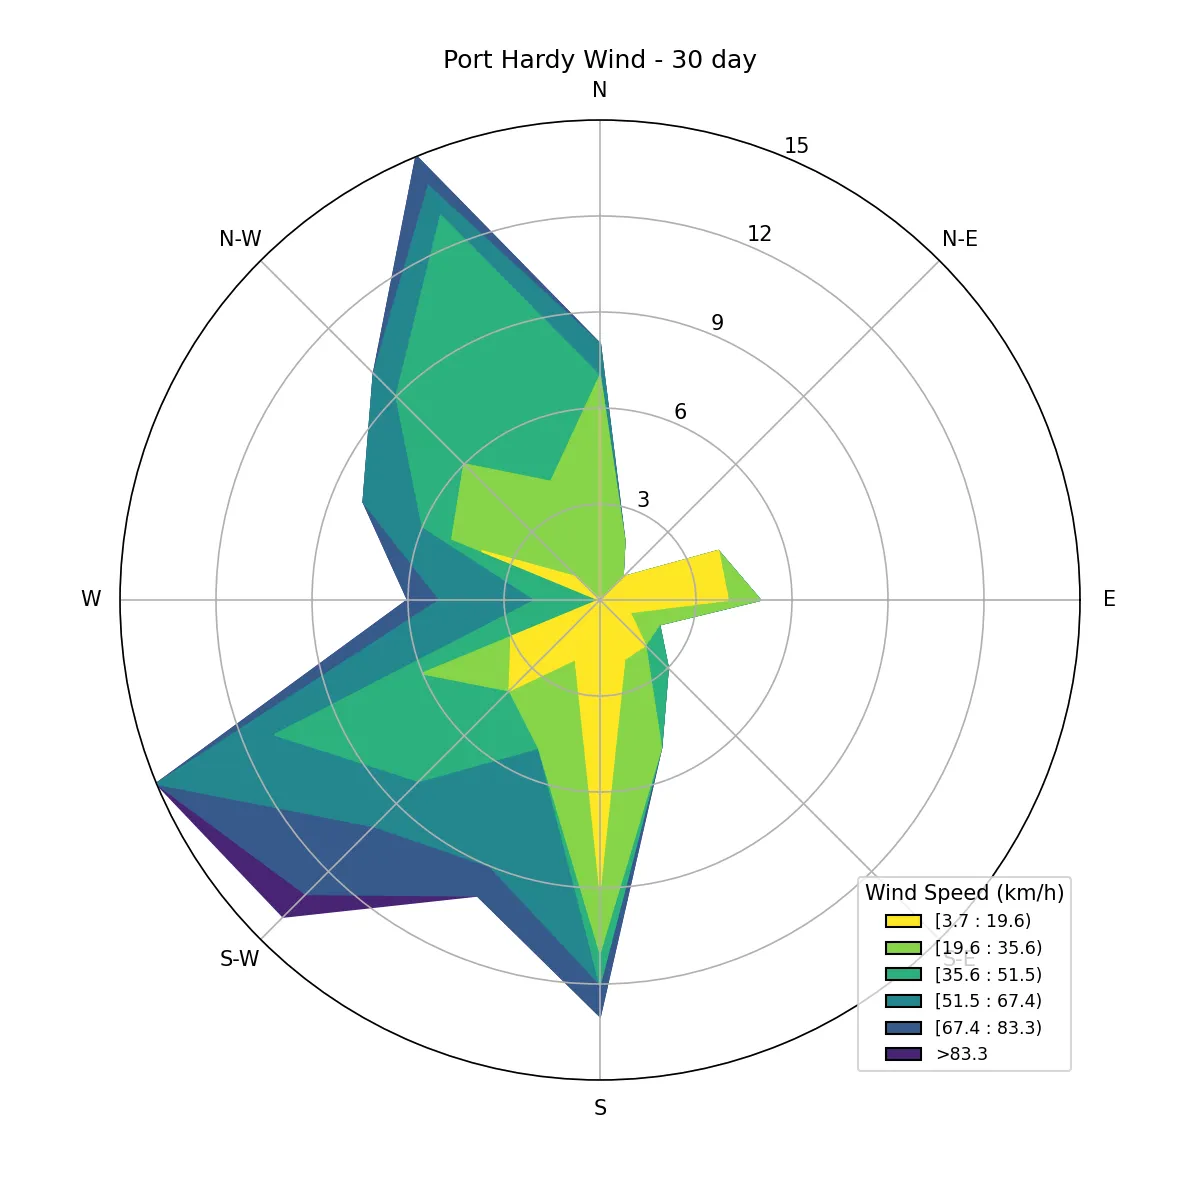 Port Hardy Wind - 30 day
N
15
N-W
12
N-E
9
6
3
W
E
Wind Speed (km/h)
[3.7 : 19.6)
[19.6 : 35.6)
S-W
S-E
[35.6 : 51.5)
[51.5 : 67.4)
[67.4 : 83.3)
>83.3
S